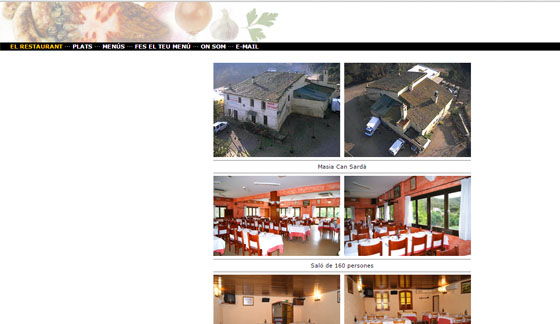 EL RESTAURANT ··· PLATS ··· MENÚS ··· FES EL TEU MENÚ ··· ON SOM ··· E-MAIL
Masia Can Sardà
Saló de 160 persones